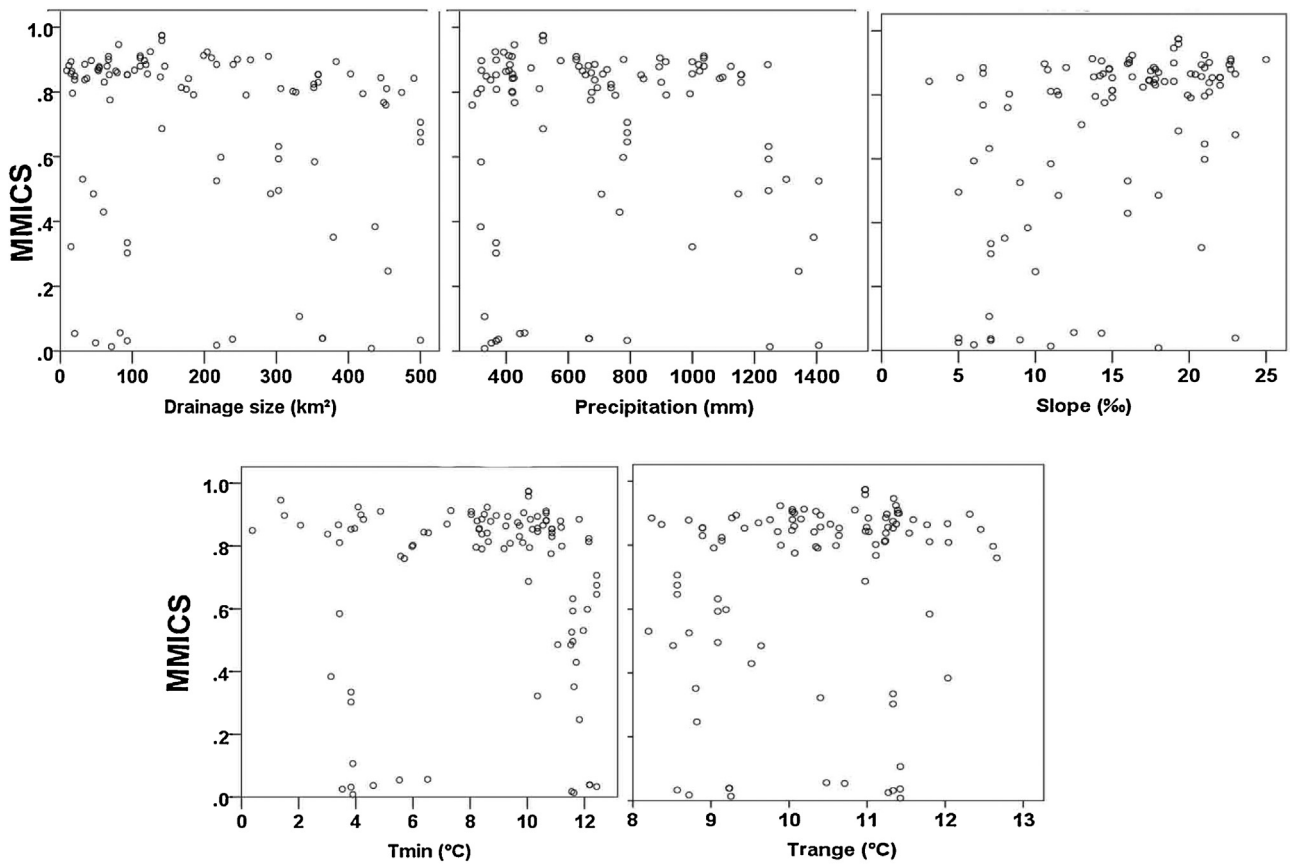 1.0
.8
.6
.4
.2
.0
MMICS
0 100 200 300 400 500
Drainage size (km²)
400 600 800 1000 1200 1400
Precipitation (mm)
0 5 10 15 20 25
Slope (‰)
1.0
.8
.6
.4
.2
.0
MMICS
0 2 4 6 8 10 12
Tmin (°C)
8 9 10 11 12 13
Trange (°C)